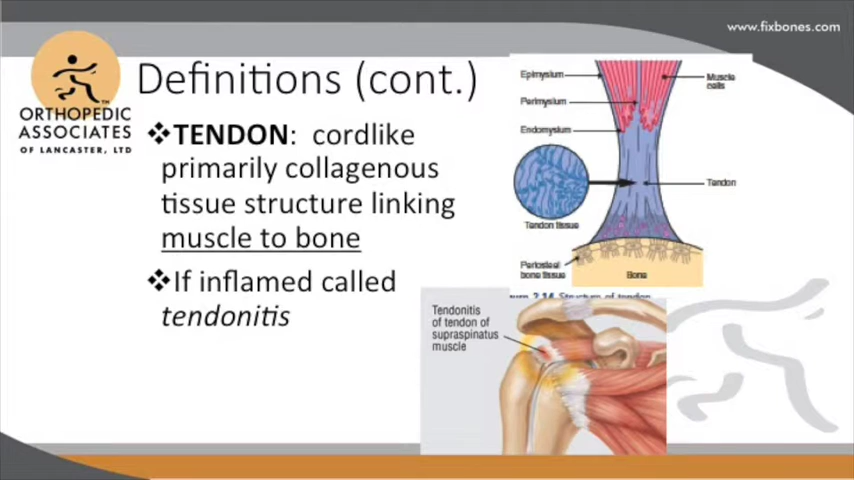 www.fixbones.com
ORTHOPEDIC
ASSOCIATES
OF LANCASTER, LTD
TM
Definitions (cont.)
❖TENDON: cordlike
primarily collagenous
tissue structure linking
muscle to bone
❖If inflamed called
tendonitis
Epimysium
Perimysium
Endomysium
Muscle
cells
Tendon
Tendon tissue
Periosteal
bone tissue
Bone
2.14 Structure of tendon
Tendonitis
of tendon of
supraspinatus
muscle